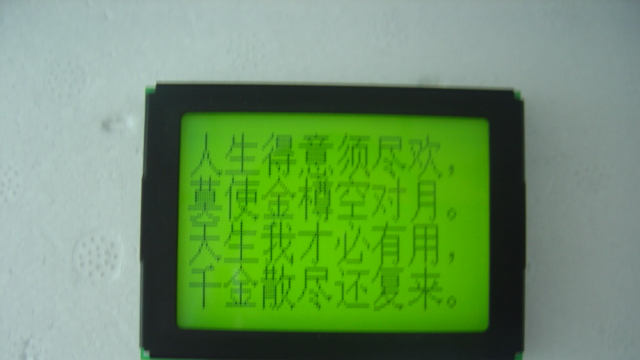 人生得意须尽欢，
莫使金樽空对月。
天生我才必有用，
千金散尽还复来。